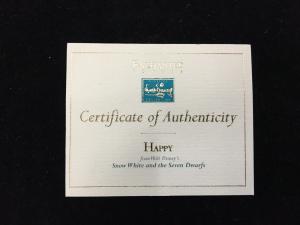 Certificate of Authenticity
HAPPY
from Walt Disney's
Snow White and the Seven Dwarfs